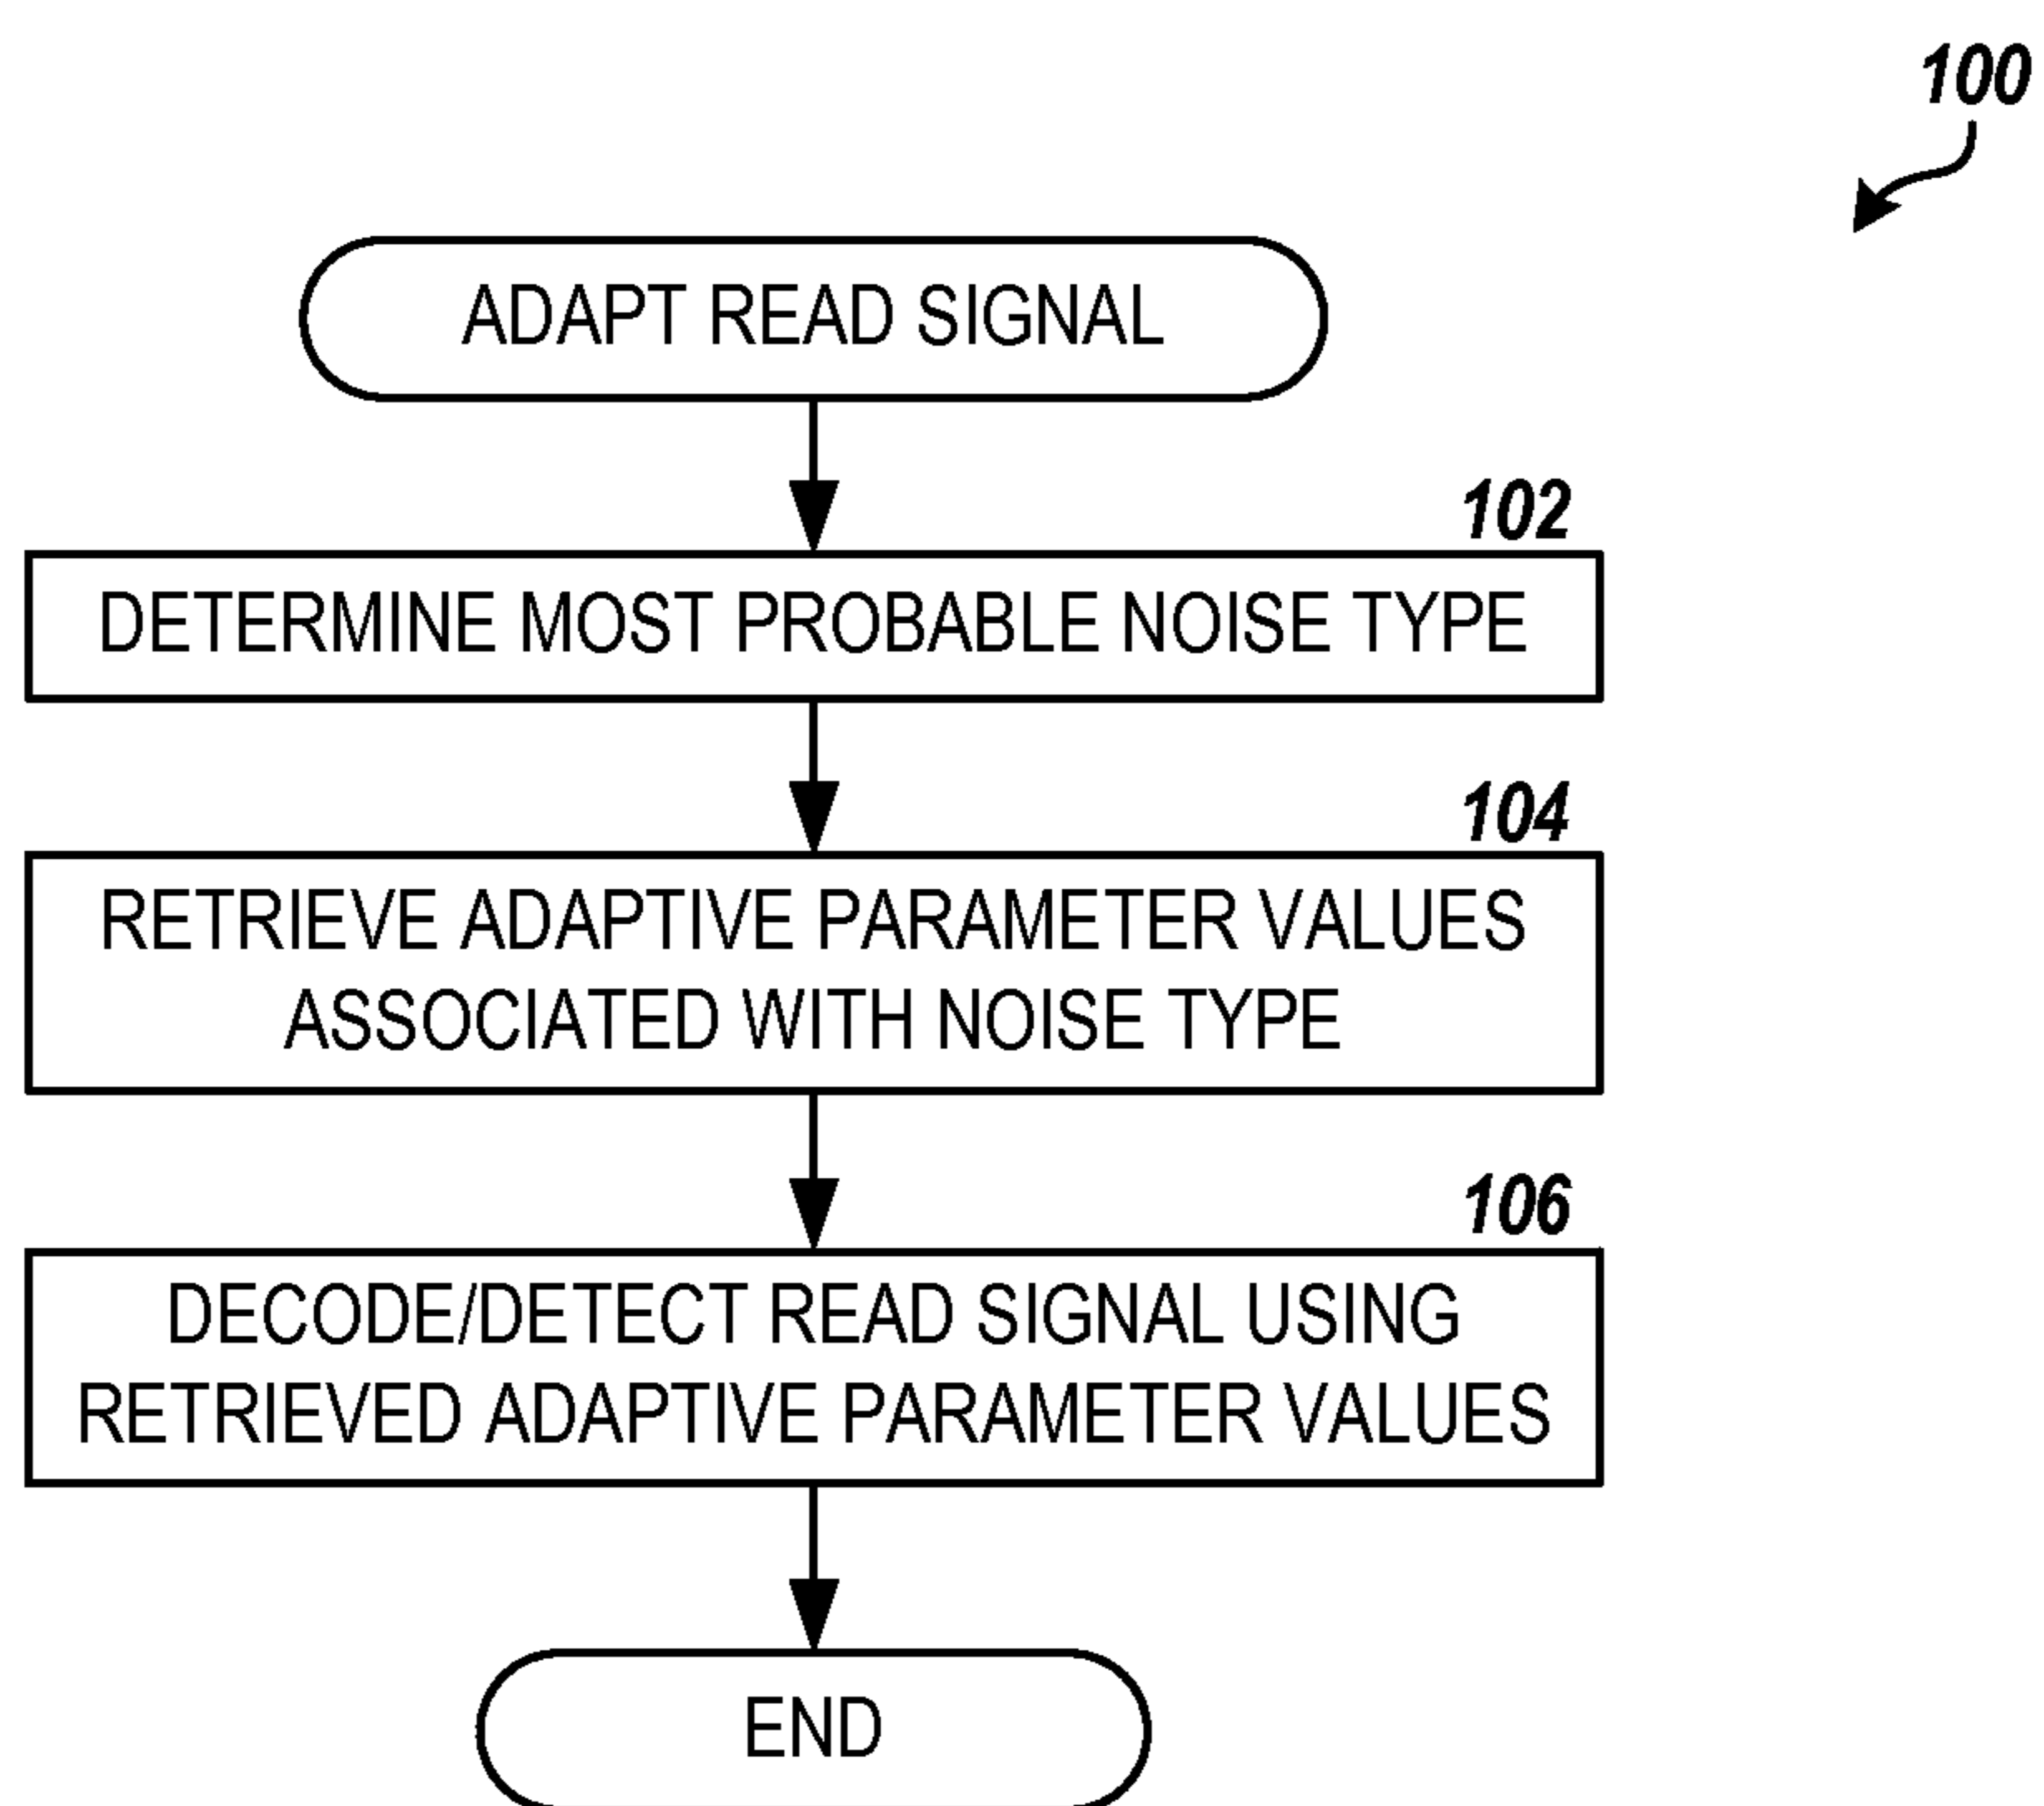 100
ADAPT READ SIGNAL
102
DETERMINE MOST PROBABLE NOISE TYPE
104
RETRIEVE ADAPTIVE PARAMETER VALUES
ASSOCIATED WITH NOISE TYPE
106
DECODE/DETECT READ SIGNAL USING
RETRIEVED ADAPTIVE PARAMETER VALUES
END